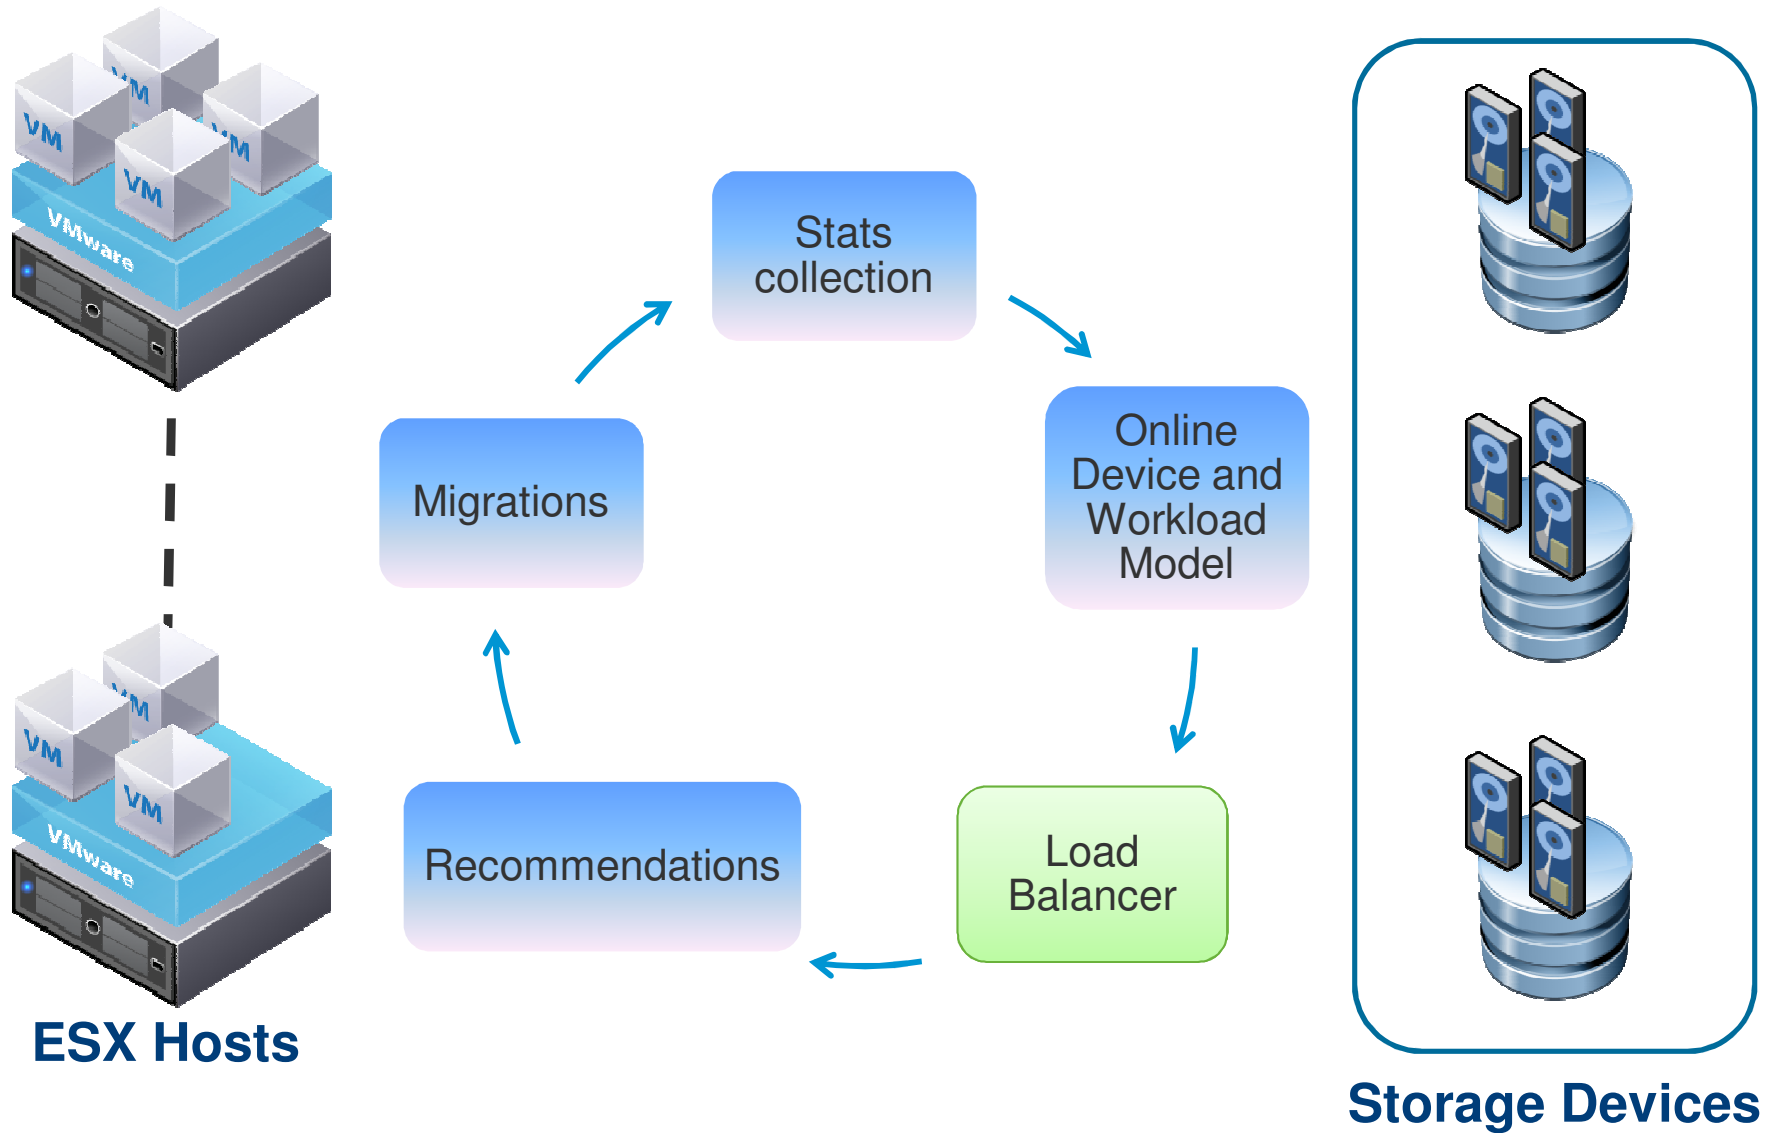 VM
VM
VM
VM
VMware
Stats
collection
Online
Device and
Workload
Model
Migrations
Recommendations
Load
Balancer
VM
VM
VM
VMware
ESX Hosts
Storage Devices